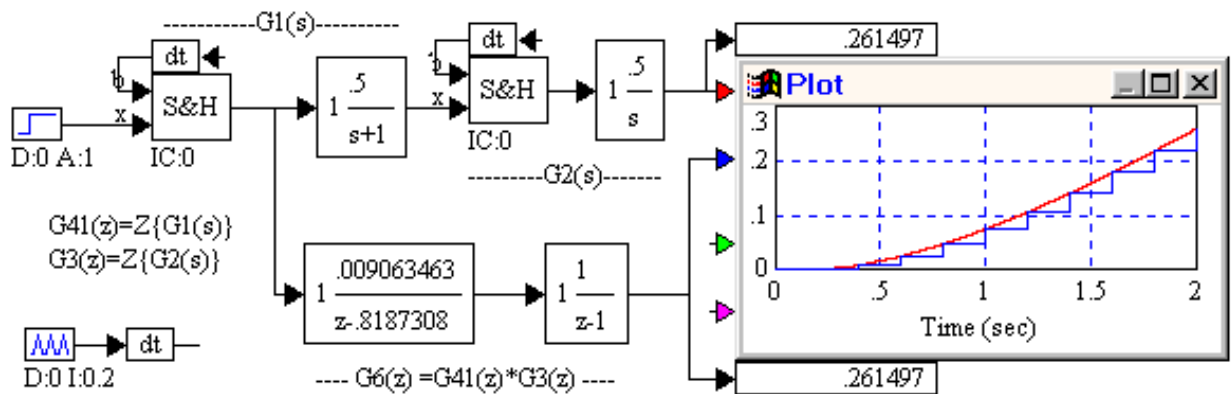 -----------G1(s)-----------
dt
b
x
S&H
D:0 A:1
IC:0
1 .5
s+1
dt
b
x
S&H
IC:0
1 .5
s
-------G2(s)-------
.261497
Plot
.3
.2
.1
0
0 .5 1 1.5 2
Time (sec)
G41(z)=Z{G1(s)}
G3(z)=Z{G2(s)}
1 .009063463
z-.8187308
1 1
z-1
dt
D:0 I:0.2
---- G6(z) =G41(z)*G3(z) ----
.261497